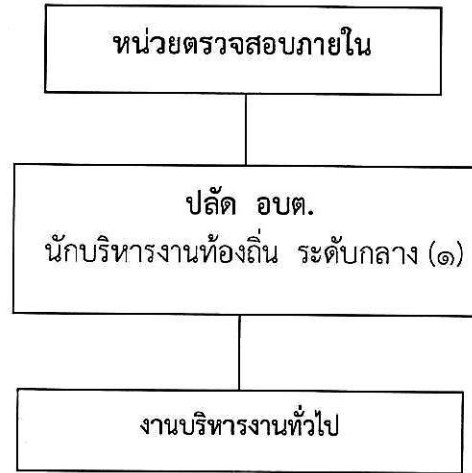 หน่วยตรวจสอบภายใน
ปลัด อบต.
นักบริหารงานท้องถิ่น ระดับกลาง (๑)
งานบริหารงานทั่วไป